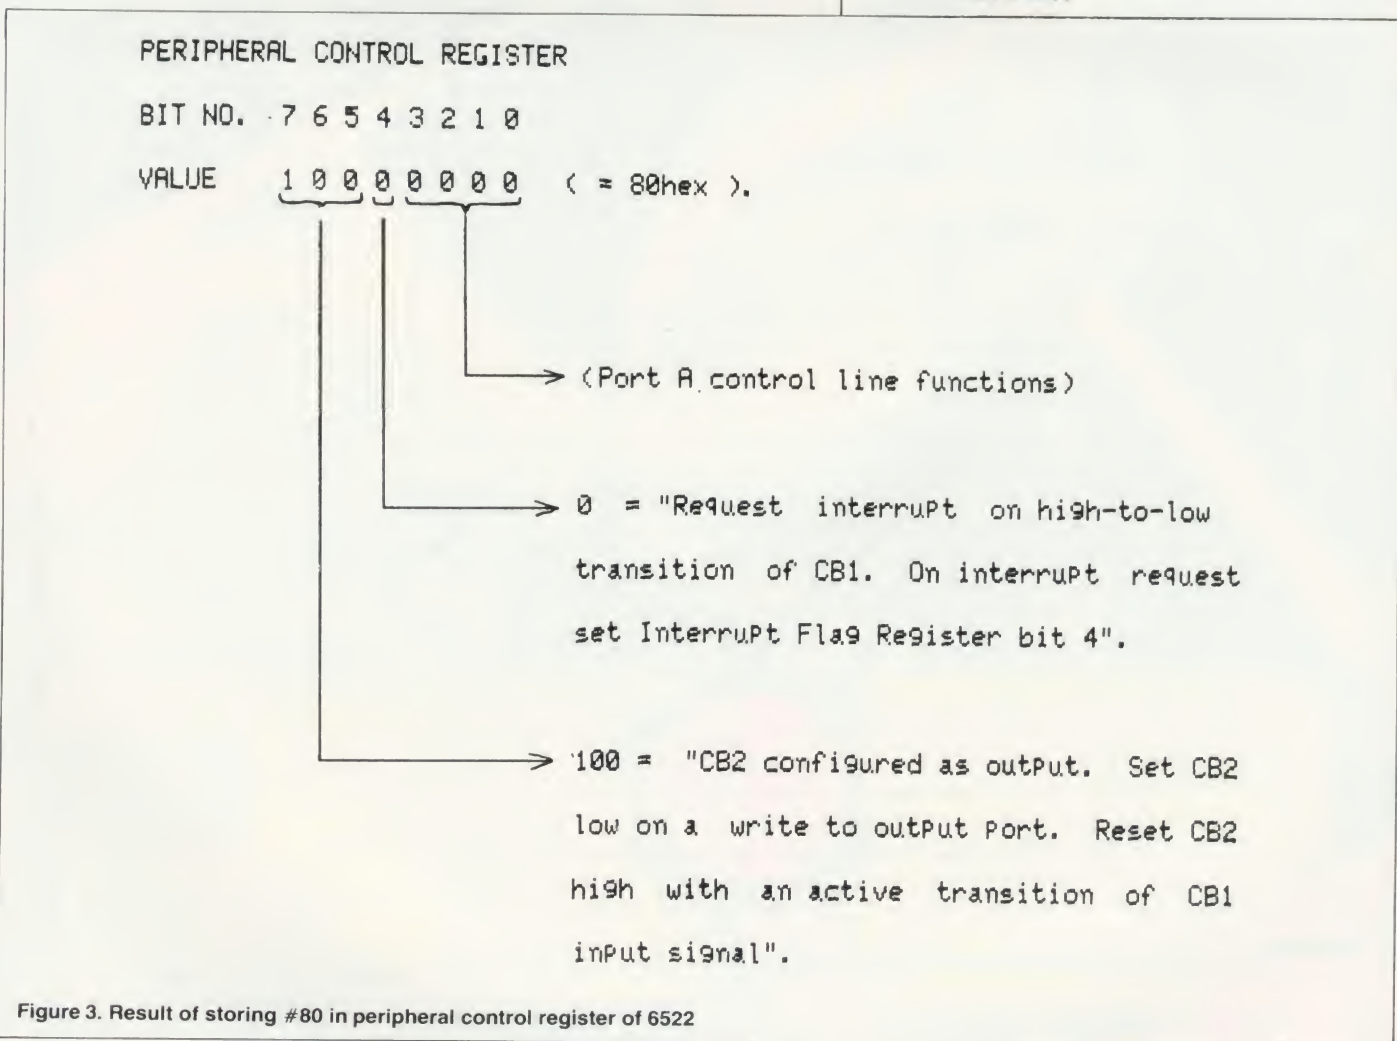 PERIPHERAL CONTROL REGISTER
BIT NO. 7 6 5 4 3 2 1 0
VALUE 1 0 0 0 0 0 0 0 ( = 80hex ).
(Port A control line functions)
0 = "Request interrupt on high-to-low
transition of CB1. On interrupt request
set Interrupt Flag Register bit 4".
100 = "CB2 configured as output. Set CB2
low on a write to output port. Reset CB2
high with an active transition of CB1
input signal".
Figure 3. Result of storing #80 in peripheral control register of 6522